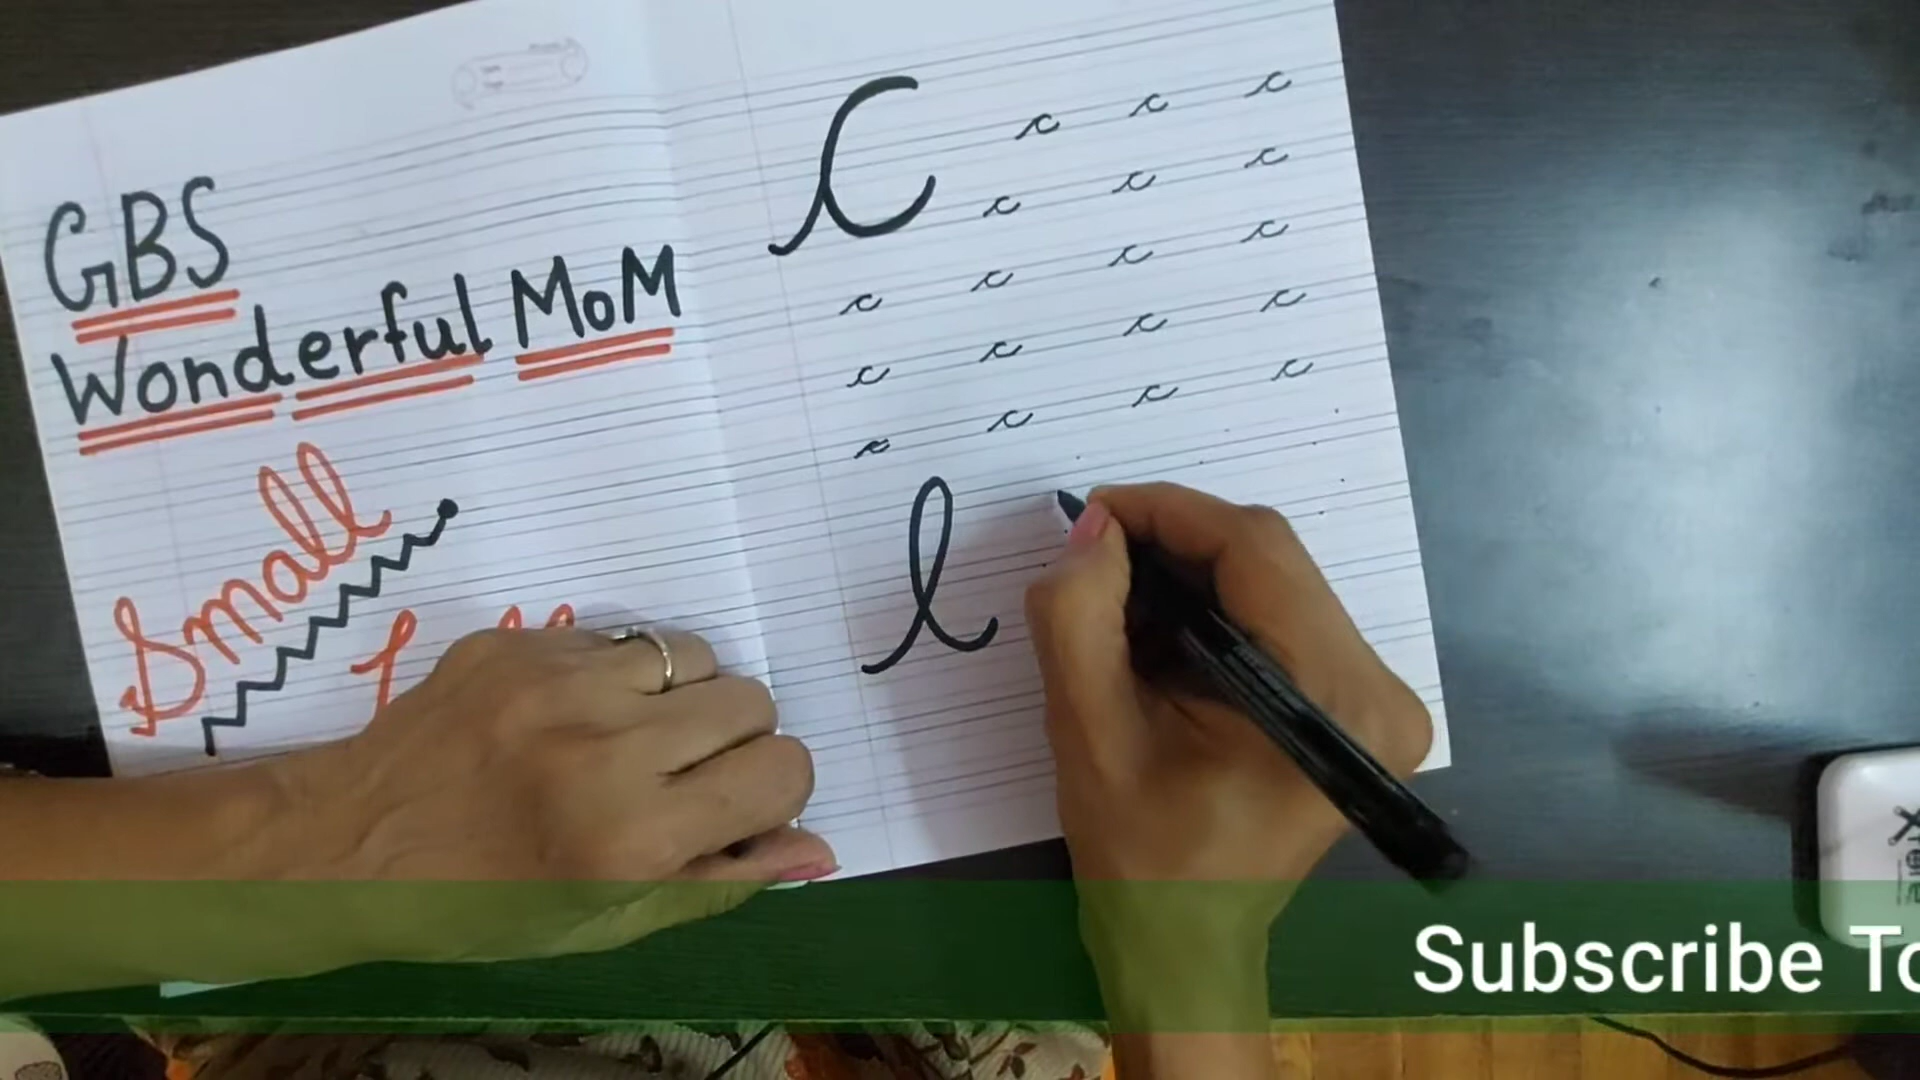 GBS
Wonderful MoM
Small
C
c c c
c c c
c c c c
c c c c
c c c c
l
Subscribe To